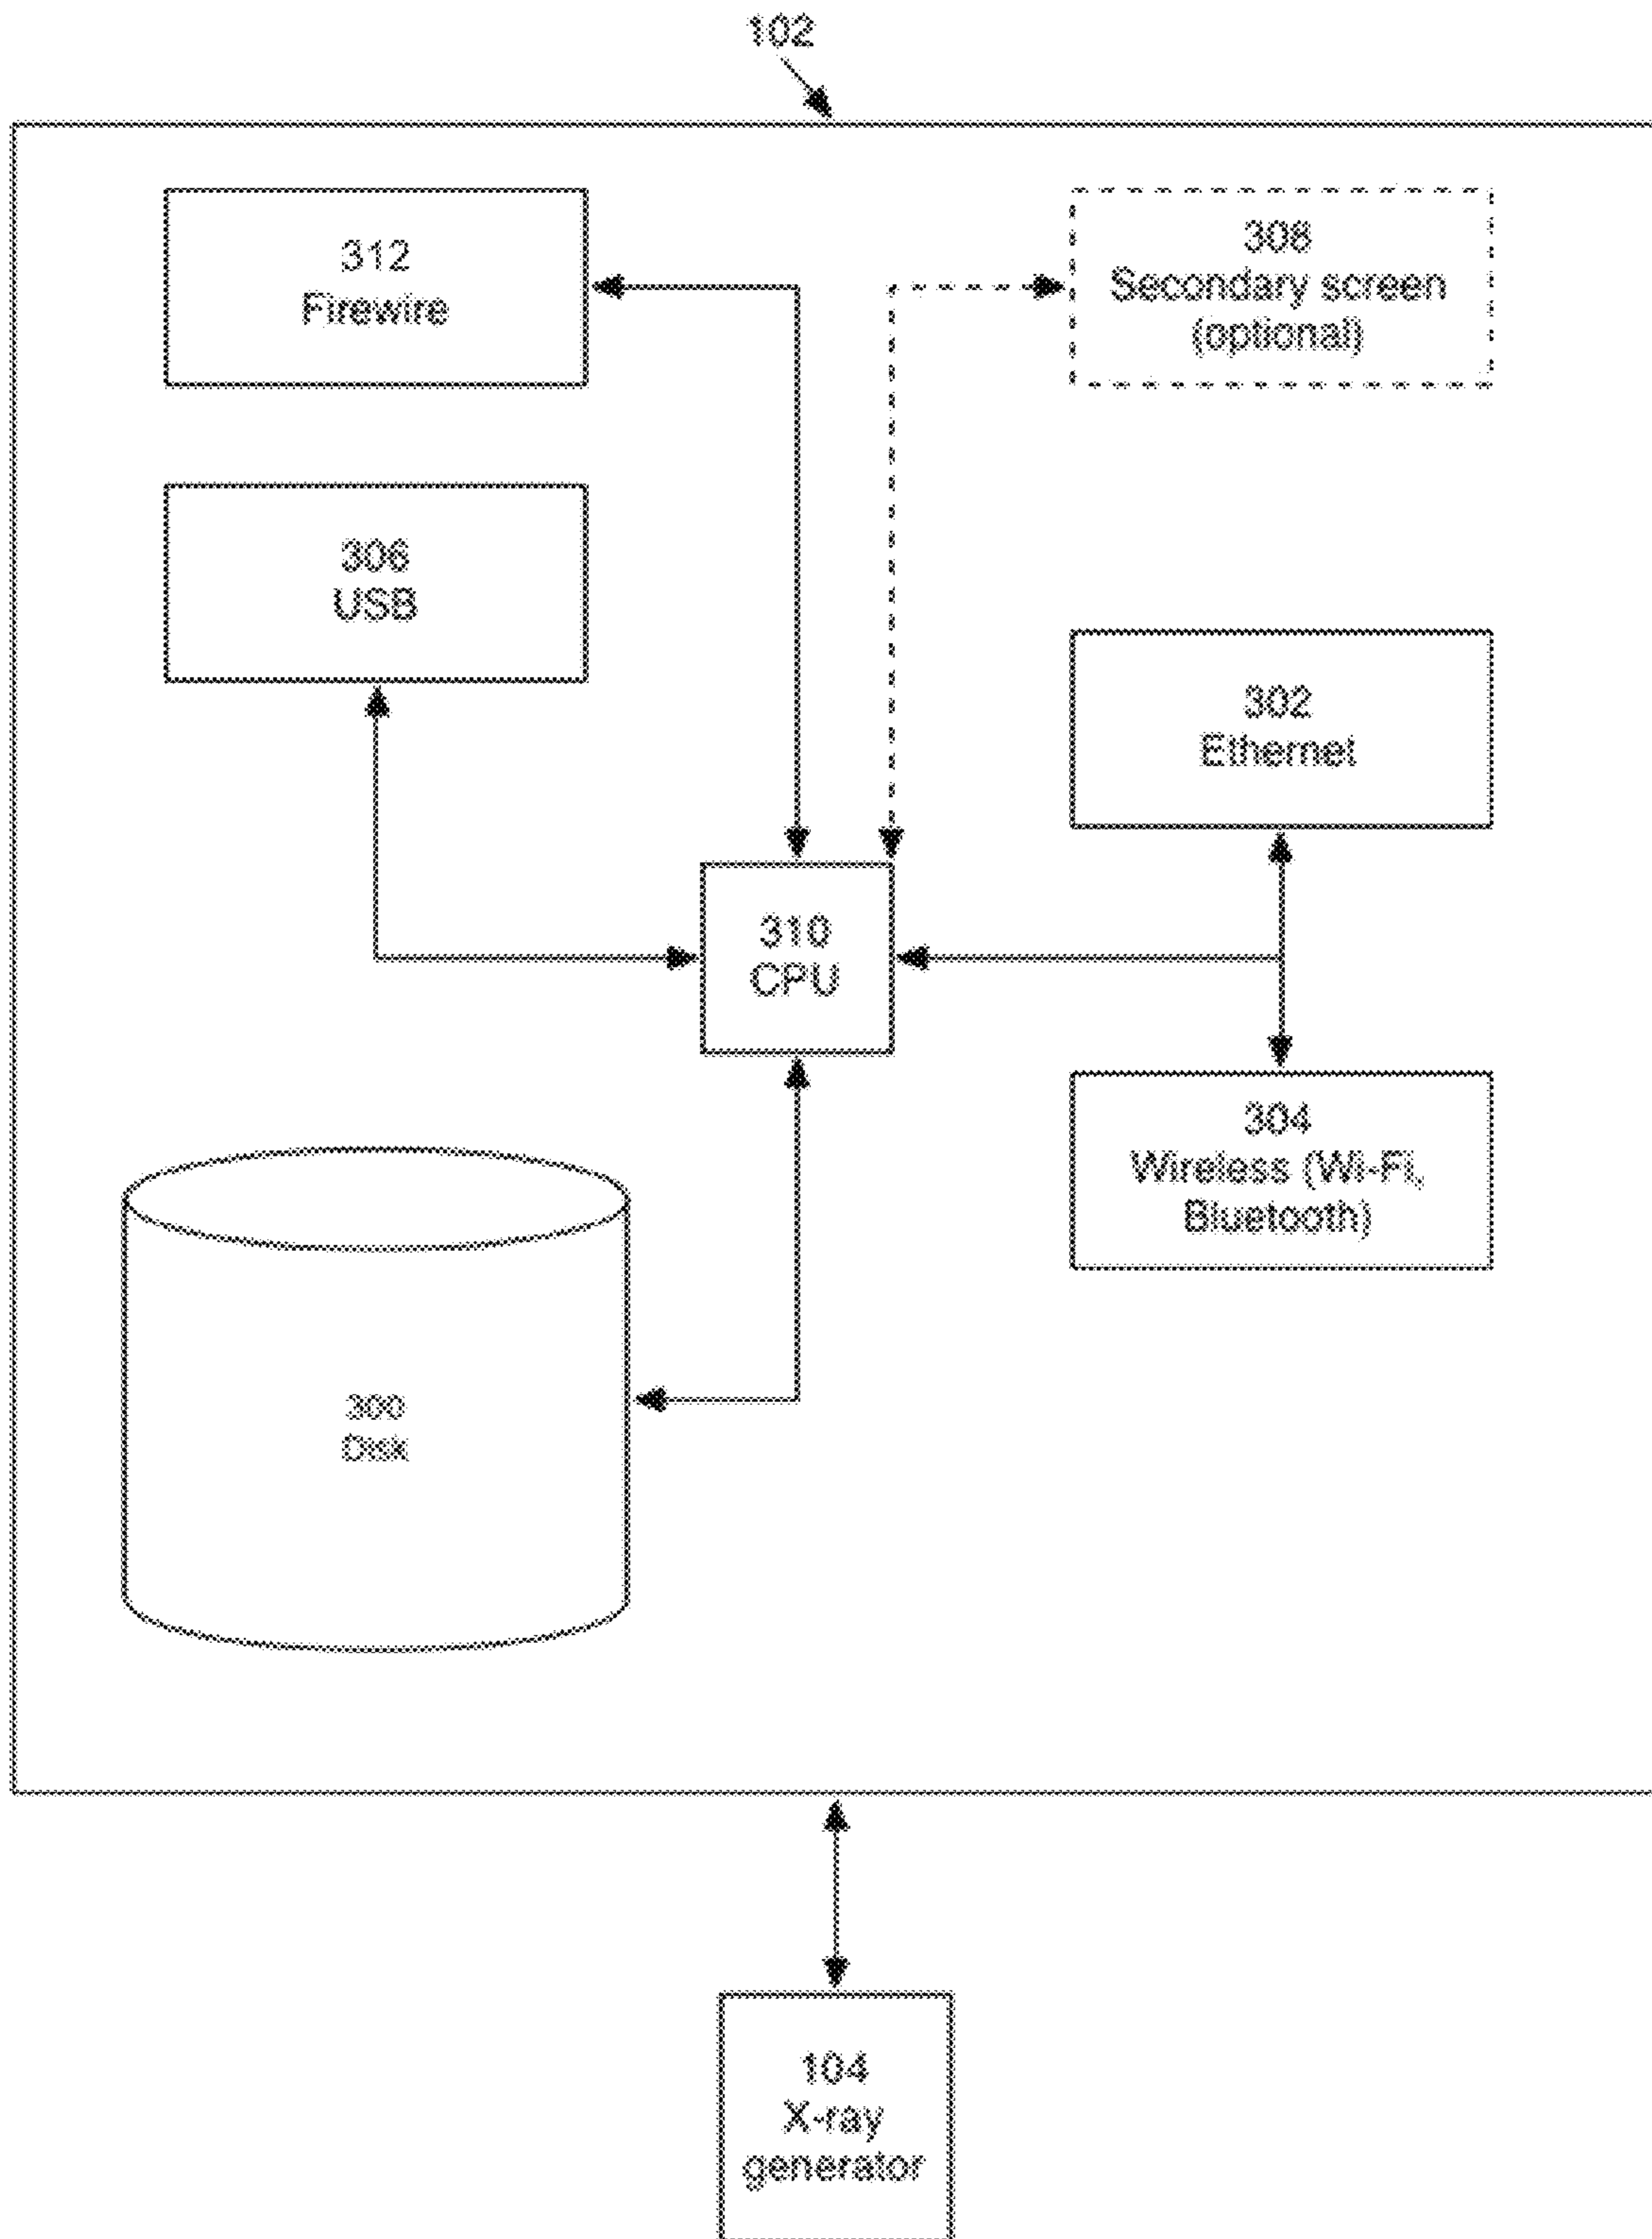 102
312
Firewire
308
Secondary screen
(optional)
306
USB
302
Ethernet
310
CPU
304
Wireless (Wi-Fi,
Bluetooth)
300
Disk
104
X-ray
generator